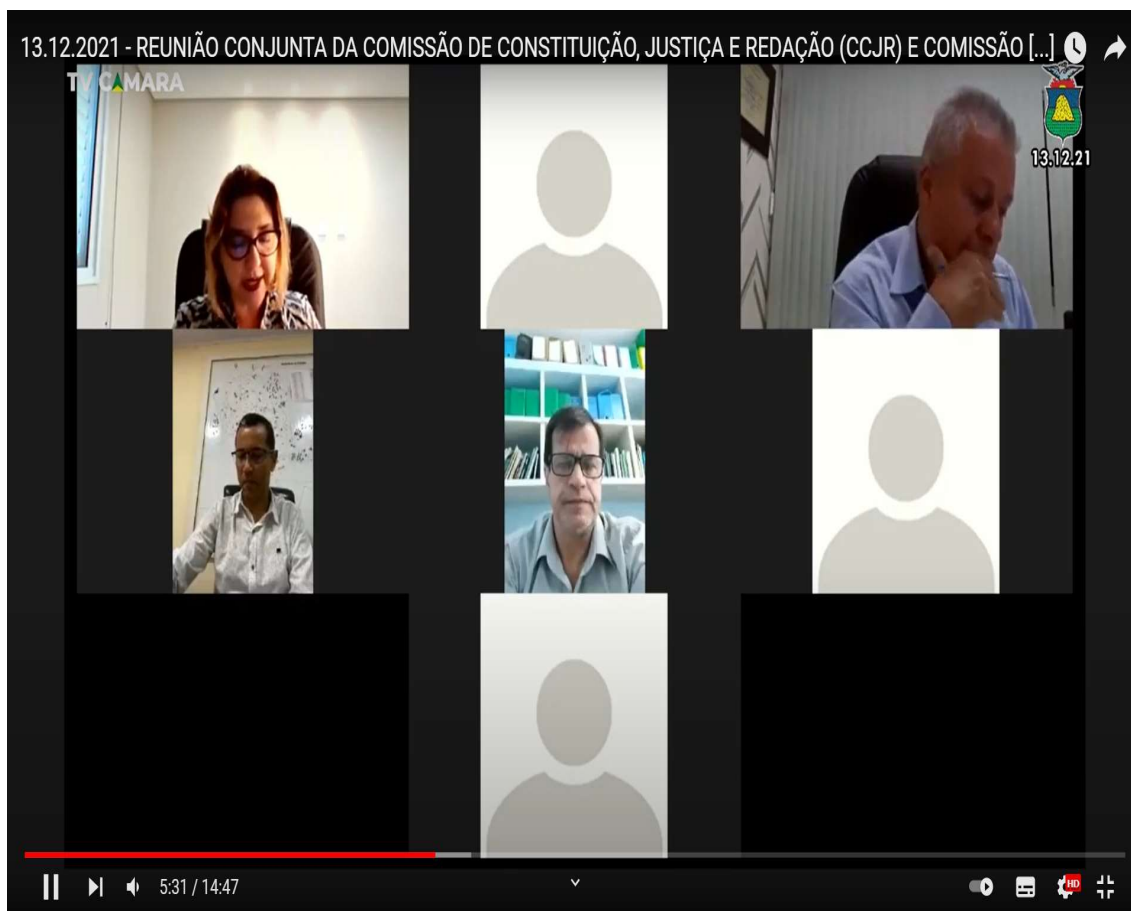 13.12.2021 - REUNIÃO CONJUNTA DA COMISSÃO DE CONSTITUIÇÃO, JUSTIÇA E REDAÇÃO (CCJR) E COMISSÃO [...]
TV CAMARA
13.12.21
5:31 / 14:47
HD